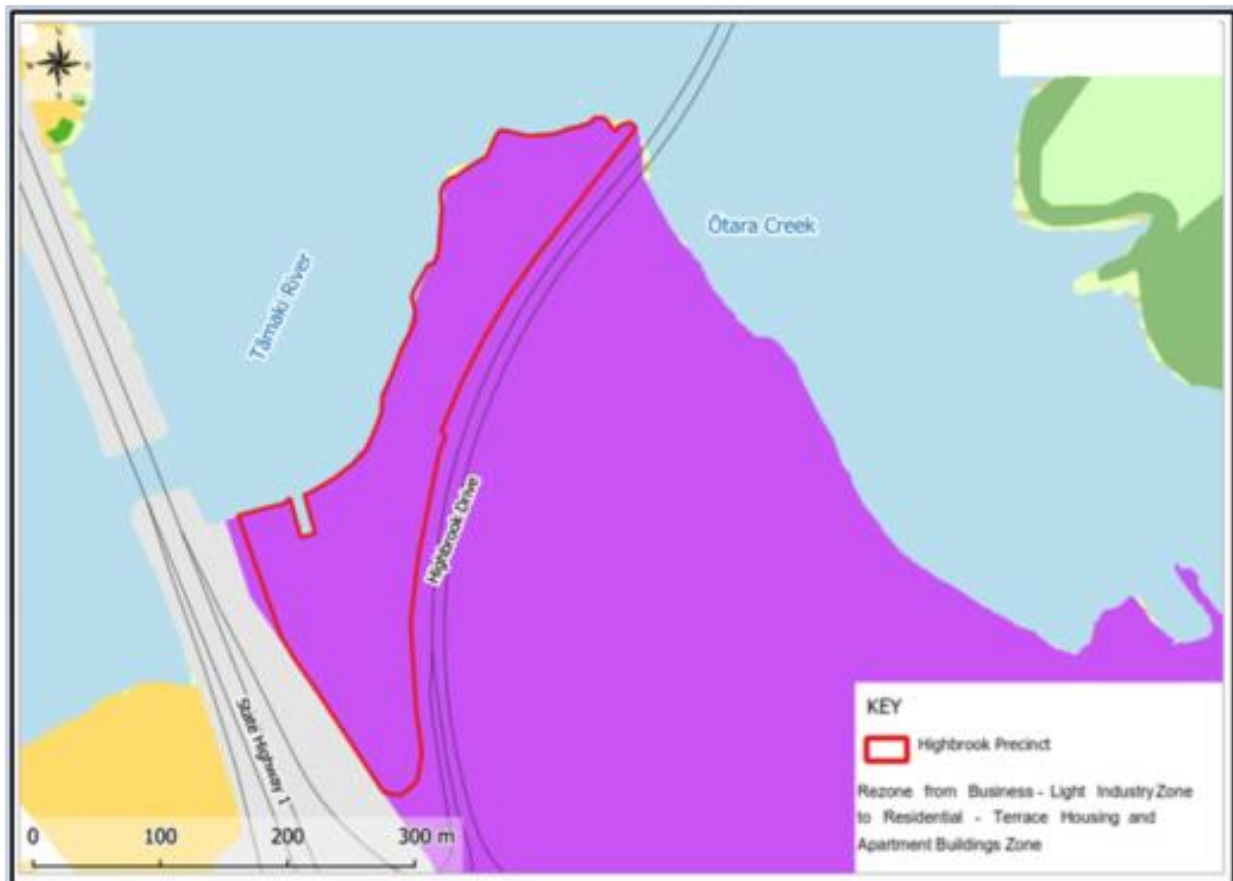 Ōtara Creek
Tāmaki River
Highbrook Drive
State Highway 1
KEY
Highbrook Precinct
Rezone from Business - Light Industry Zone
to Residential - Terrace Housing and
Apartment Buildings Zone
0 100 200 300 m